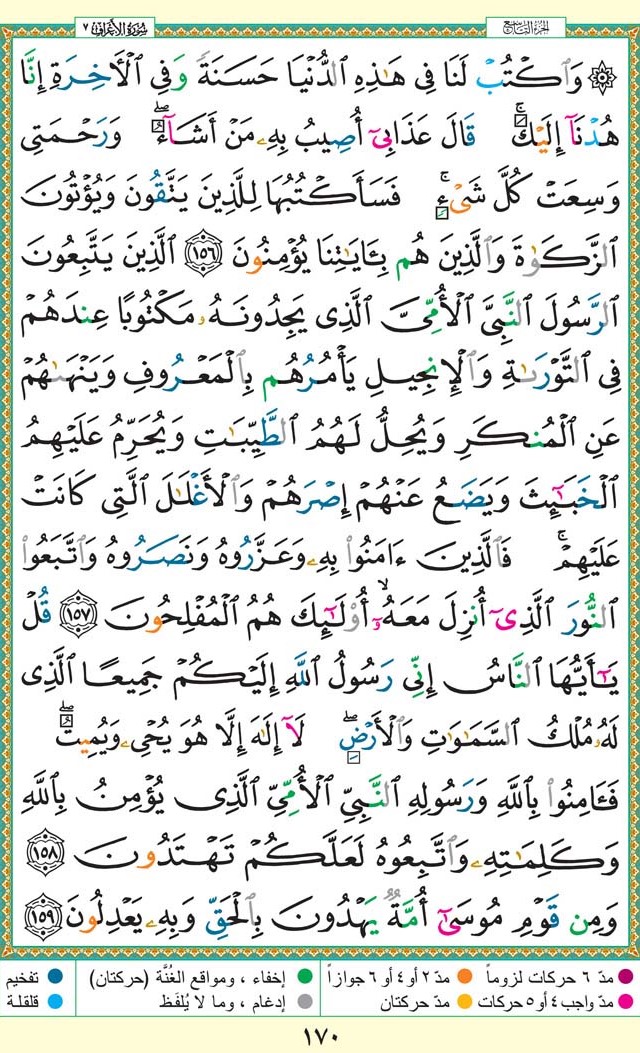 سورة الأعراف ٧
الجزء التاسع
۞ وَٱكۡتُبۡ لَنَا فِي هَٰذِهِ ٱلدُّنۡيَا حَسَنَةٗ وَفِي ٱلۡأٓخِرَةِ إِنَّا
هُدۡنَآ إِلَيۡكَۚ قَالَ عَذَابِيٓ أُصِيبُ بِهِۦ مَنۡ أَشَآءُۖ وَرَحۡمَتِي
وَسِعَتۡ كُلَّ شَيۡءٖۚ فَسَأَكۡتُبُهَا لِلَّذِينَ يَتَّقُونَ وَيُؤۡتُونَ
ٱلزَّكَوٰةَ وَٱلَّذِينَ هُم بِـَٔايَٰتِنَا يُؤۡمِنُونَ ١٥٦ ٱلَّذِينَ يَتَّبِعُونَ
ٱلرَّسُولَ ٱلنَّبِيَّ ٱلۡأُمِّيَّ ٱلَّذِي يَجِدُونَهُۥ مَكۡتُوبًا عِندَهُمۡ
فِي ٱلتَّوۡرَىٰةِ وَٱلۡإِنجِيلِ يَأۡمُرُهُم بِٱلۡمَعۡرُوفِ وَيَنۡهَىٰهُمۡ
عَنِ ٱلۡمُنكَرِ وَيُحِلُّ لَهُمُ ٱلطَّيِّبَٰتِ وَيُحَرِّمُ عَلَيۡهِمُ
ٱلۡخَبَٰٓئِثَ وَيَضَعُ عَنۡهُمۡ إِصۡرَهُمۡ وَٱلۡأَغۡلَٰلَ ٱلَّتِي كَانَتۡ
عَلَيۡهِمۡۚ فَٱلَّذِينَ ءَامَنُواْ بِهِۦ وَعَزَّرُوهُ وَنَصَرُوهُ وَٱتَّبَعُواْ
ٱلنُّورَ ٱلَّذِيٓ أُنزِلَ مَعَهُۥٓ أُوْلَٰٓئِكَ هُمُ ٱلۡمُفۡلِحُونَ ١٥٧ قُلۡ
يَٰٓأَيُّهَا ٱلنَّاسُ إِنِّي رَسُولُ ٱللَّهِ إِلَيۡكُمۡ جَمِيعًا ٱلَّذِي
لَهُۥ مُلۡكُ ٱلسَّمَٰوَٰتِ وَٱلۡأَرۡضِۖ لَآ إِلَٰهَ إِلَّا هُوَ يُحۡيِۦ وَيُمِيتُۖ
فَـَٔامِنُواْ بِٱللَّهِ وَرَسُولِهِ ٱلنَّبِيِّ ٱلۡأُمِّيِّ ٱلَّذِي يُؤۡمِنُ بِٱللَّهِ
وَكَلِمَٰتِهِۦ وَٱتَّبِعُوهُ لَعَلَّكُمۡ تَهۡتَدُونَ ١٥٨
وَمِن قَوۡمِ مُوسَىٰٓ أُمَّةٞ يَهۡدُونَ بِٱلۡحَقِّ وَبِهِۦ يَعۡدِلُونَ ١٥٩
مدّ ٦ حركات لزوماً مدّ ٢ أو ٤ أو ٦ جوازاً إخفاء ، ومواقع الغُنَّة (حركتان) تفخيم
مدّ واجب ٤ أو ٥ حركات مدّ حركتان إدغام ، وما لا يُلفَظ قلقلة
١٧٠